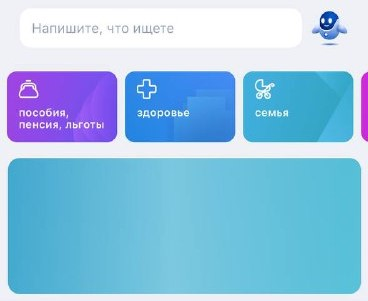 Напишите, что ищете
пособия,
пенсия, льготы
здоровье
семья